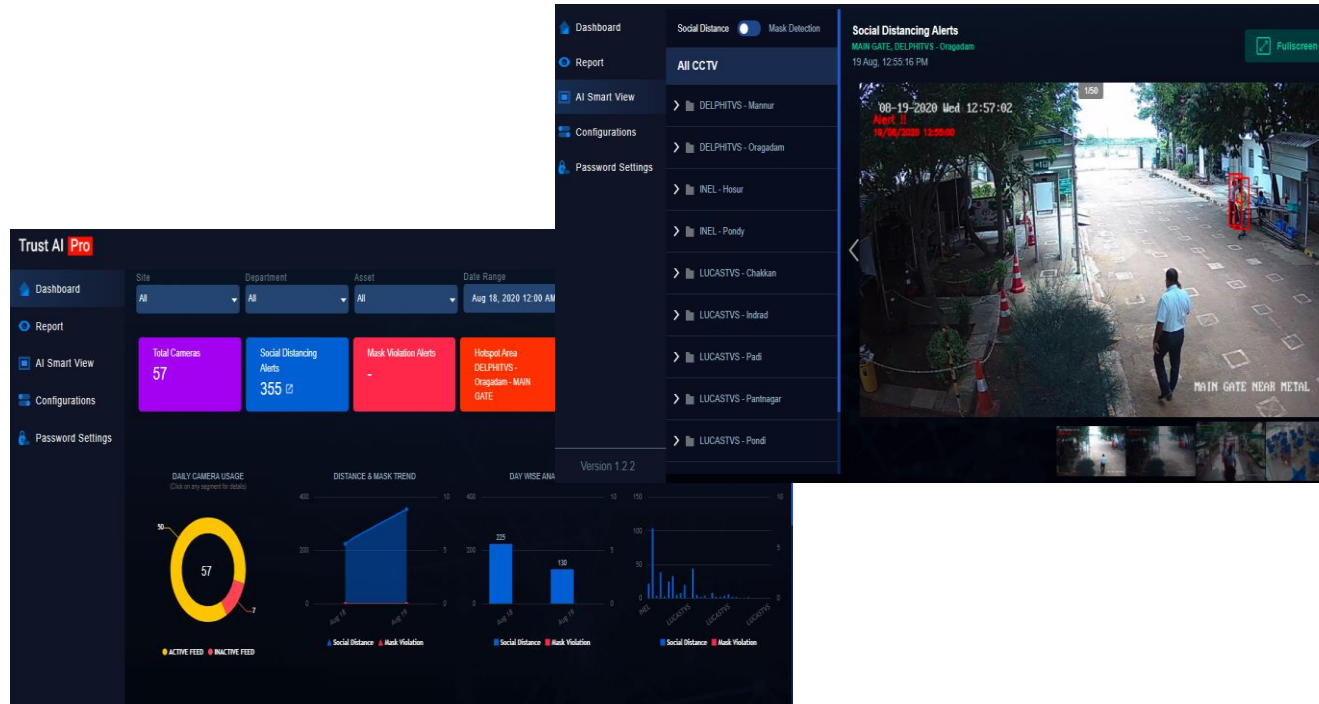 Dashboard
Report
AI Smart View
Configurations
Password Settings
Version 1.2.2
Social Distance Mask Detection
All CCTV
DELPHITVS - Mannur
DELPHITVS - Oragadam
INEL - Hosur
INEL - Pondy
LUCASTVS - Chakkan
LUCASTVS - Indrad
LUCASTVS - Padi
LUCASTVS - Pantnagar
LUCASTVS - Pondi
Social Distancing Alerts
MAIN GATE, DELPHITVS - Oragadam
19 Aug, 12:55:16 PM
Fullscreen
1/50
08-19-2020 Wed 12:57:02
Alert !!
19/08/2020 12:55:00
MAIN GATE NEAR METAL
Trust AI Pro
Dashboard
Report
AI Smart View
Configurations
Password Settings
Site Department Asset Date Range
All All All Aug 18, 2020 12:00 AM
Total Cameras
57
Social Distancing
Alerts
355
Mask Violation Alerts
-
Hotspot Area
DELPHITVS -
Oragadam - MAIN
GATE
DAILY CAMERA USAGE
(Click on any segment for details)
50
57
7
ACTIVE FEED INACTIVE FEED
DISTANCE & MASK TREND
400 10
200 5
0 0
Aug 18 Aug 19
Social Distance Mask Violation
DAY WISE ANA
400 10
225
200 5
130
0 0
Aug 18 Aug 19
Social Distance Mask Violation
150 10
100
5
50
0 0
INEL LUCASTVS LUCASTVS LUCASTVS
Social Distance Mask Violation